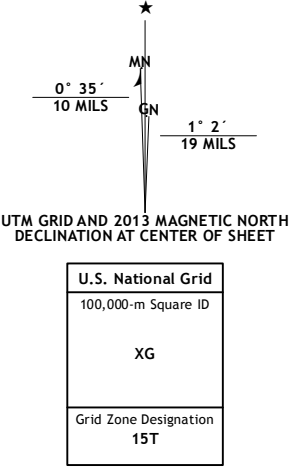 ★
MN
0° 35´
10 MILS
GN
1° 2´
19 MILS
UTM GRID AND 2013 MAGNETIC NORTH
DECLINATION AT CENTER OF SHEET
U.S. National Grid
100,000-m Square ID
XG
Grid Zone Designation
15T